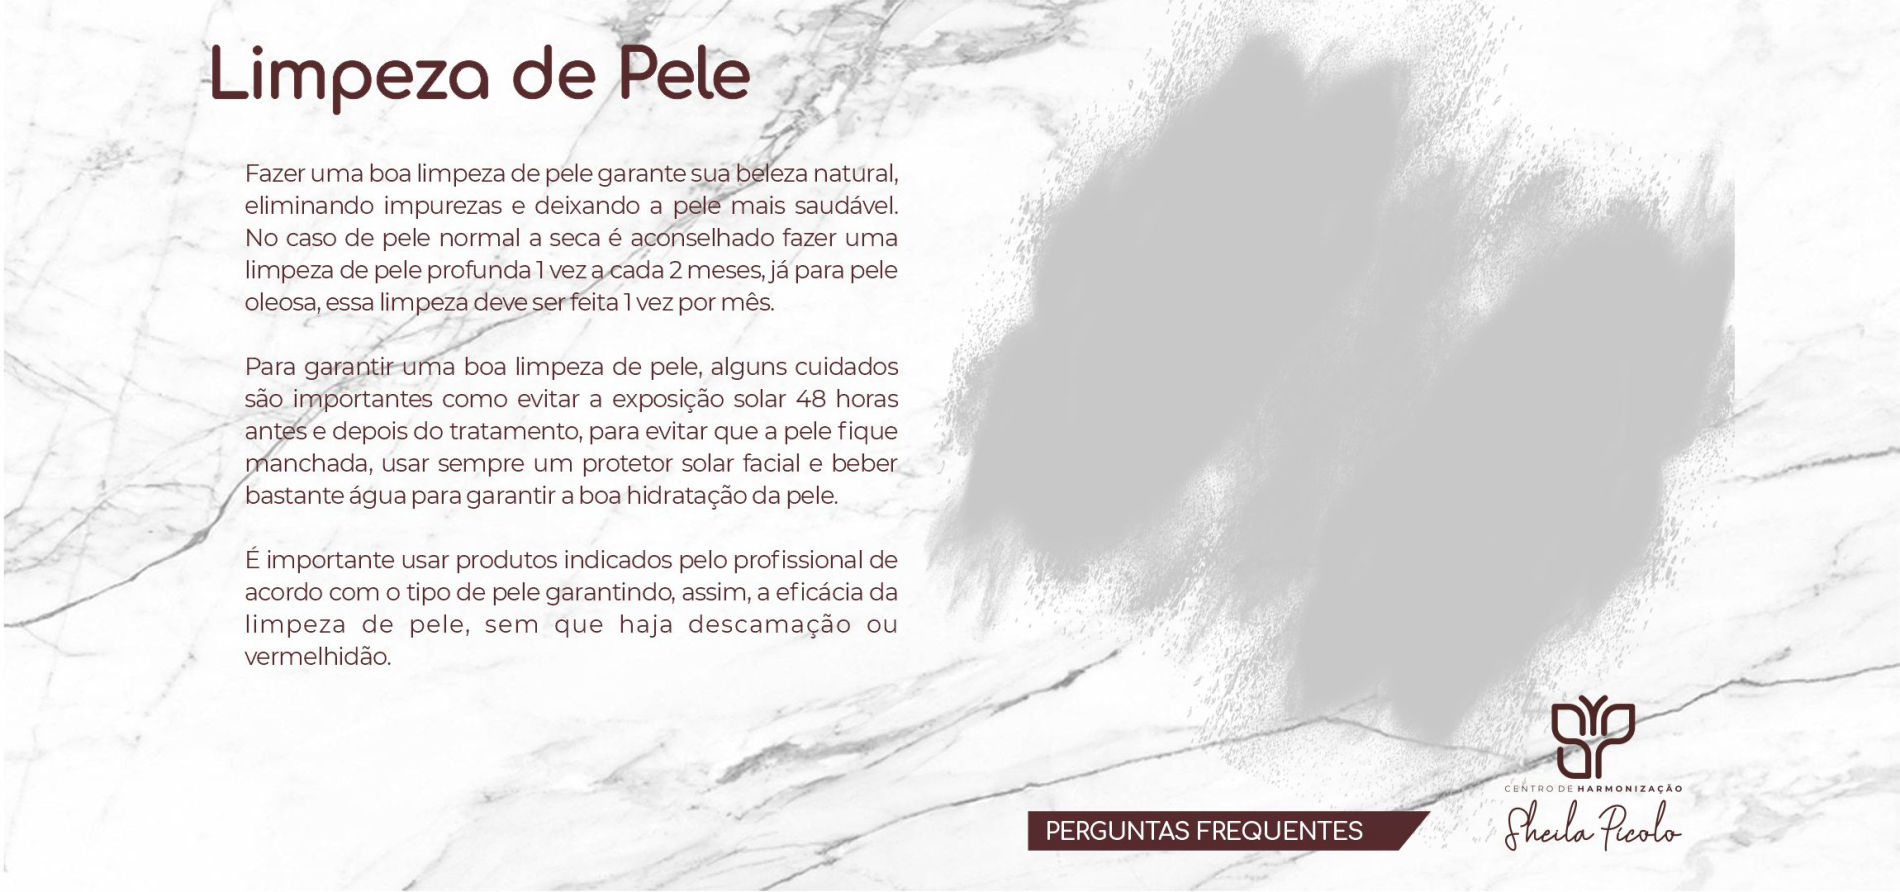 Limpeza de Pele
Fazer uma boa limpeza de pele garante sua beleza natural,
eliminando impurezas e deixando a pele mais saudável.
No caso de pele normal a seca é aconselhado fazer uma
limpeza de pele profunda 1 vez a cada 2 meses, já para pele
oleosa, essa limpeza deve ser feita 1 vez por mês.
Para garantir uma boa limpeza de pele, alguns cuidados
são importantes como evitar a exposição solar 48 horas
antes e depois do tratamento, para evitar que a pele fique
manchada, usar sempre um protetor solar facial e beber
bastante água para garantir a boa hidratação da pele.
É importante usar produtos indicados pelo profissional de
acordo com o tipo de pele garantindo, assim, a eficácia da
limpeza de pele, sem que haja descamação ou
vermelhidão.
PERGUNTAS FREQUENTES
CENTRO DE HARMONIZAÇÃO
Sheila Picolo